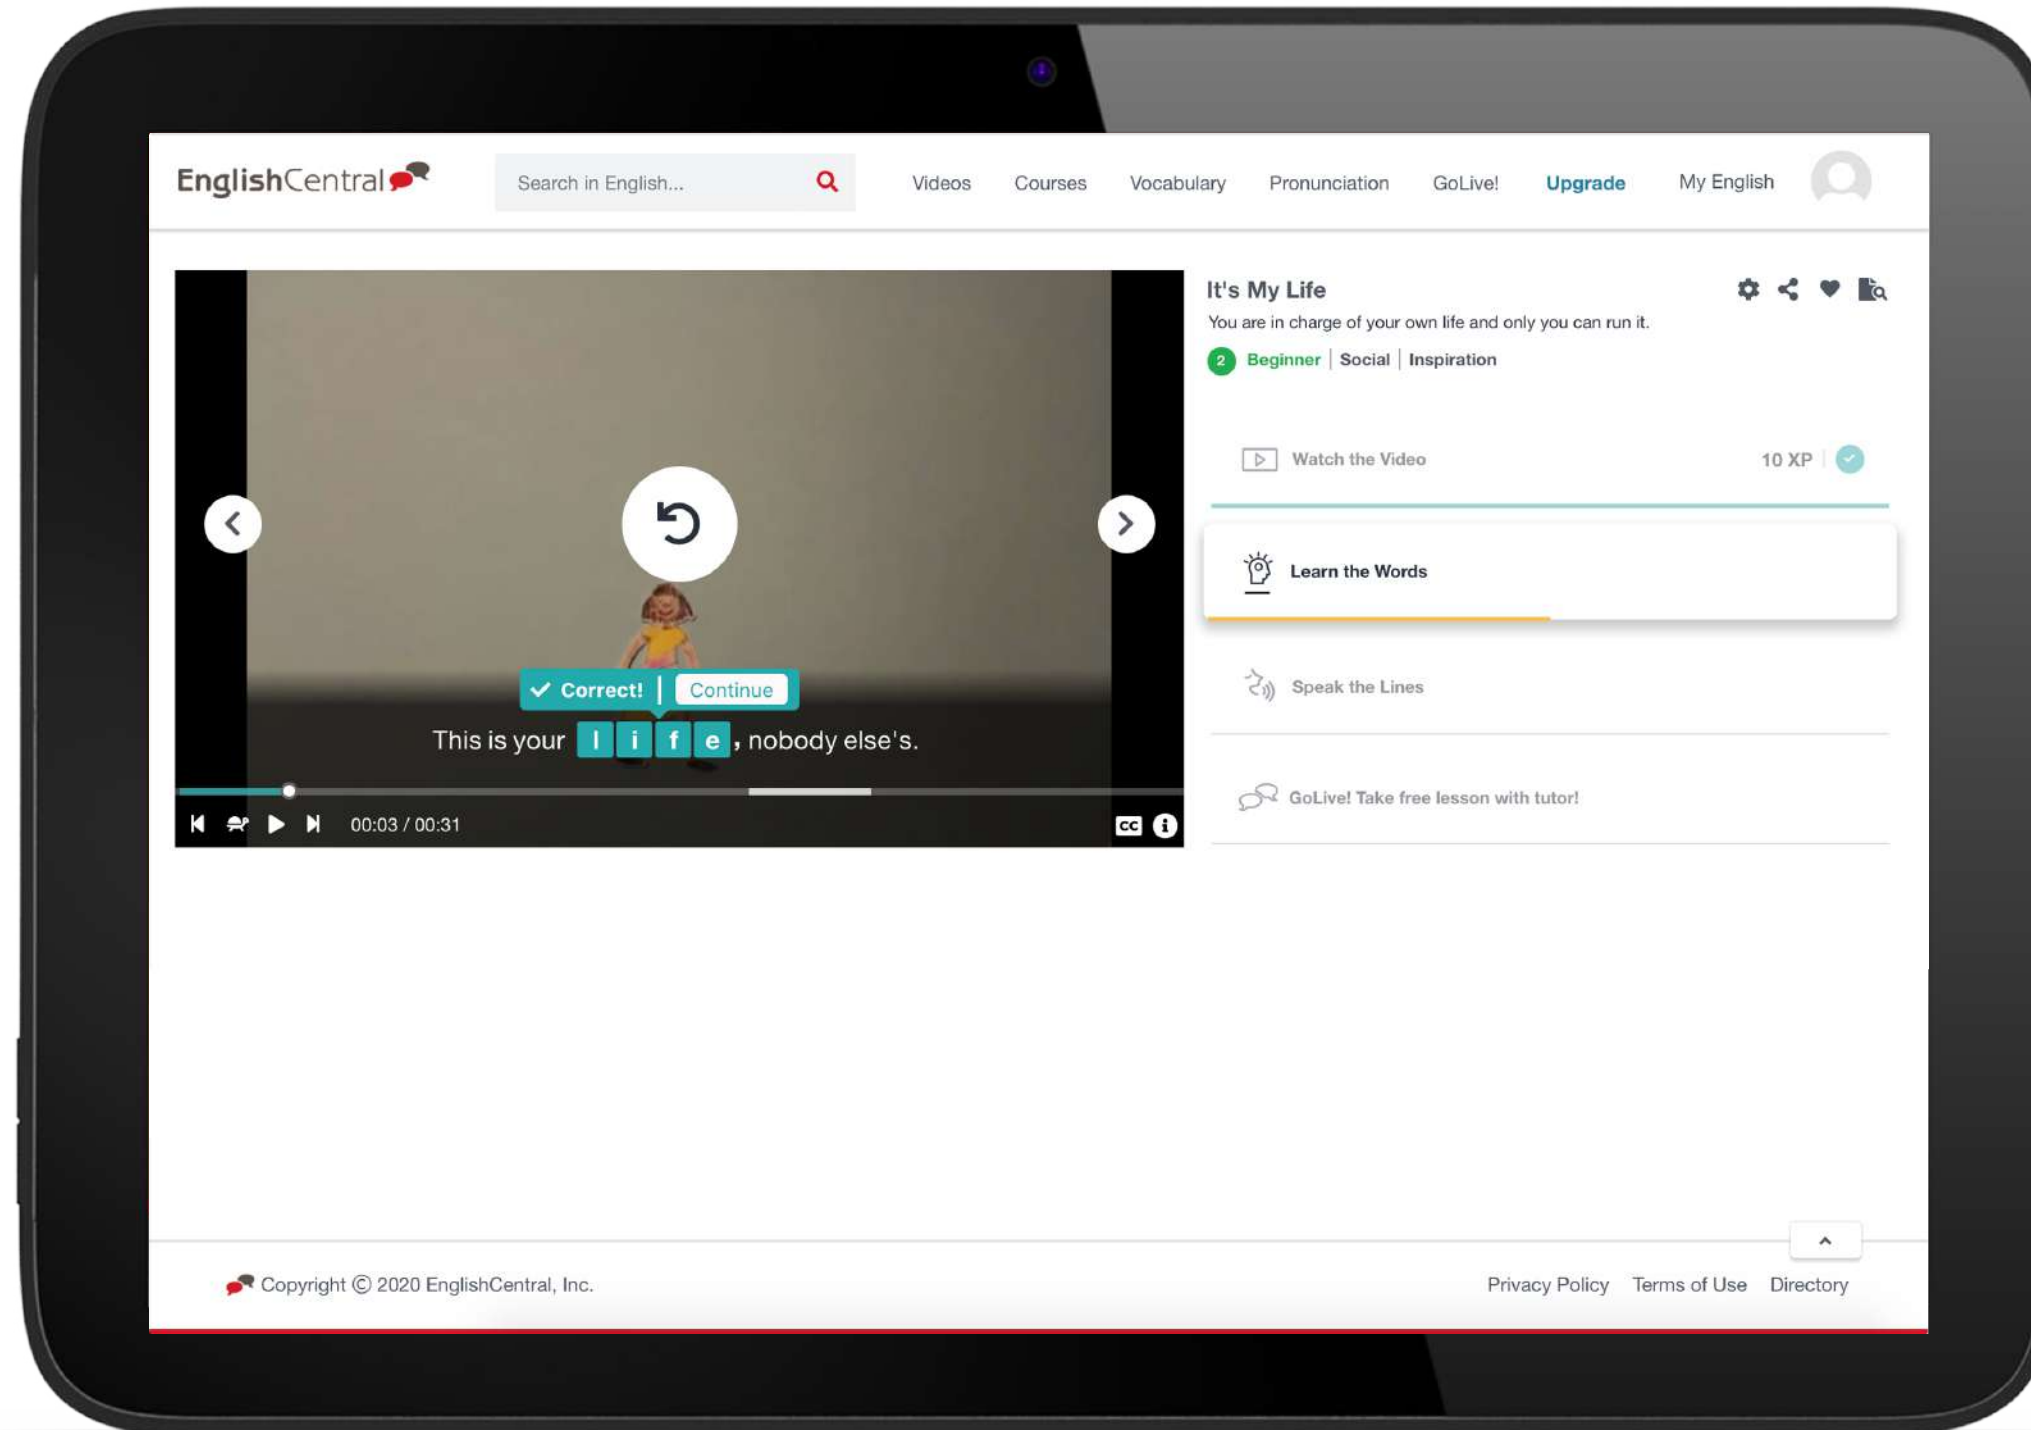 EnglishCentral
Search in English...
Videos Courses Vocabulary Pronunciation GoLive! Upgrade My English
It's My Life
You are in charge of your own life and only you can run it.
2 Beginner | Social | Inspiration
Watch the Video 10 XP
Learn the Words
Speak the Lines
GoLive! Take free lesson with tutor!
Correct! | Continue
This is your life, nobody else's.
00:03 / 00:31
CC i
Copyright © 2020 EnglishCentral, Inc.
Privacy Policy Terms of Use Directory